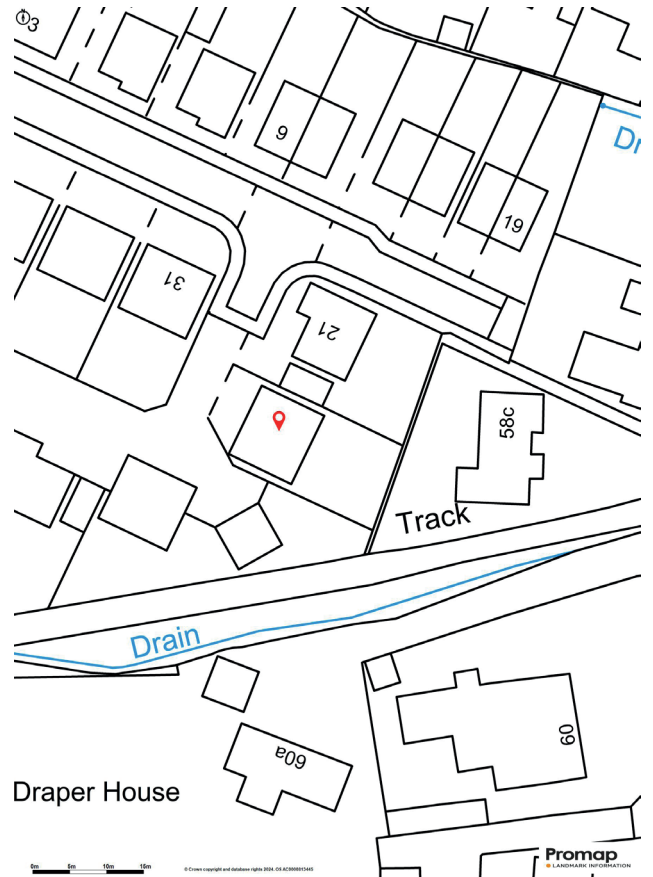 3
9
Dr
19
31
21
58c
Track
Drain
60a
60
Draper House
0m 5m 10m 15m
© Crown copyright and database rights 2024. OS AC0000813445
Promap
LANDMARK INFORMATION